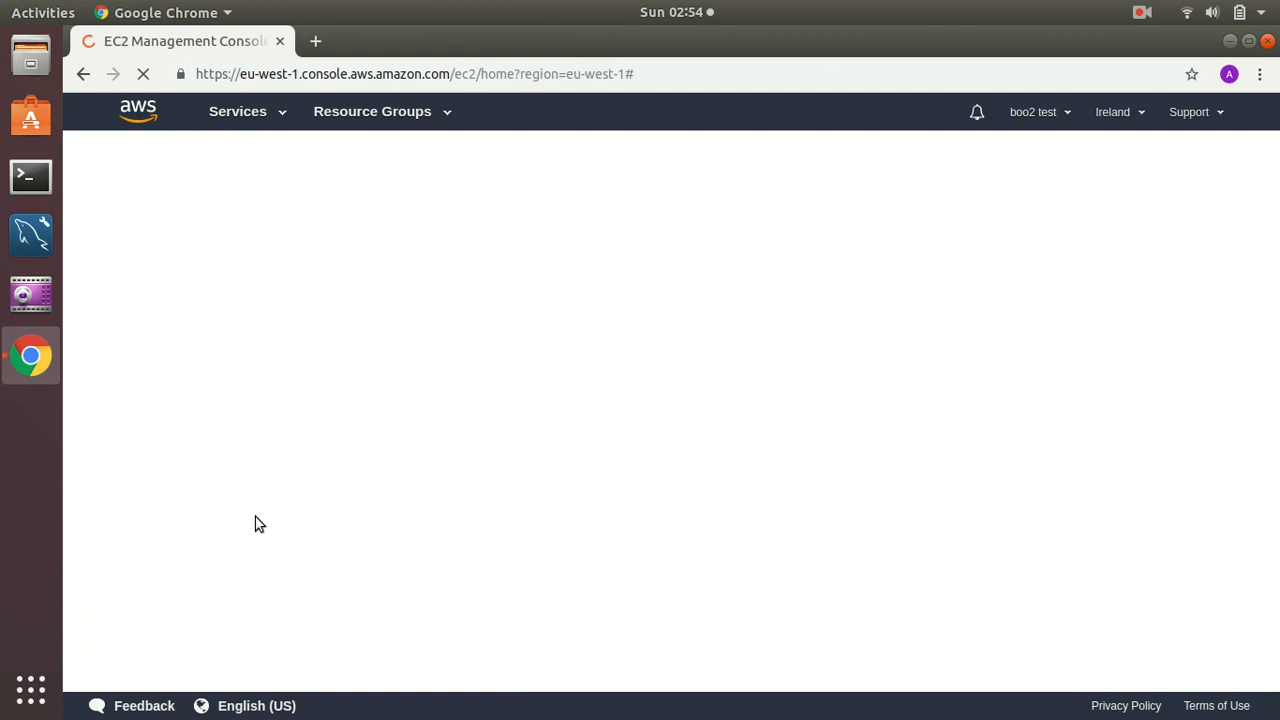 Activities Google Chrome Sun 02:54
EC2 Management Consol
https://eu-west-1.console.aws.amazon.com/ec2/home?region=eu-west-1# A
aws Services Resource Groups boo2 test Ireland Support
Feedback English (US) Privacy Policy Terms of Use